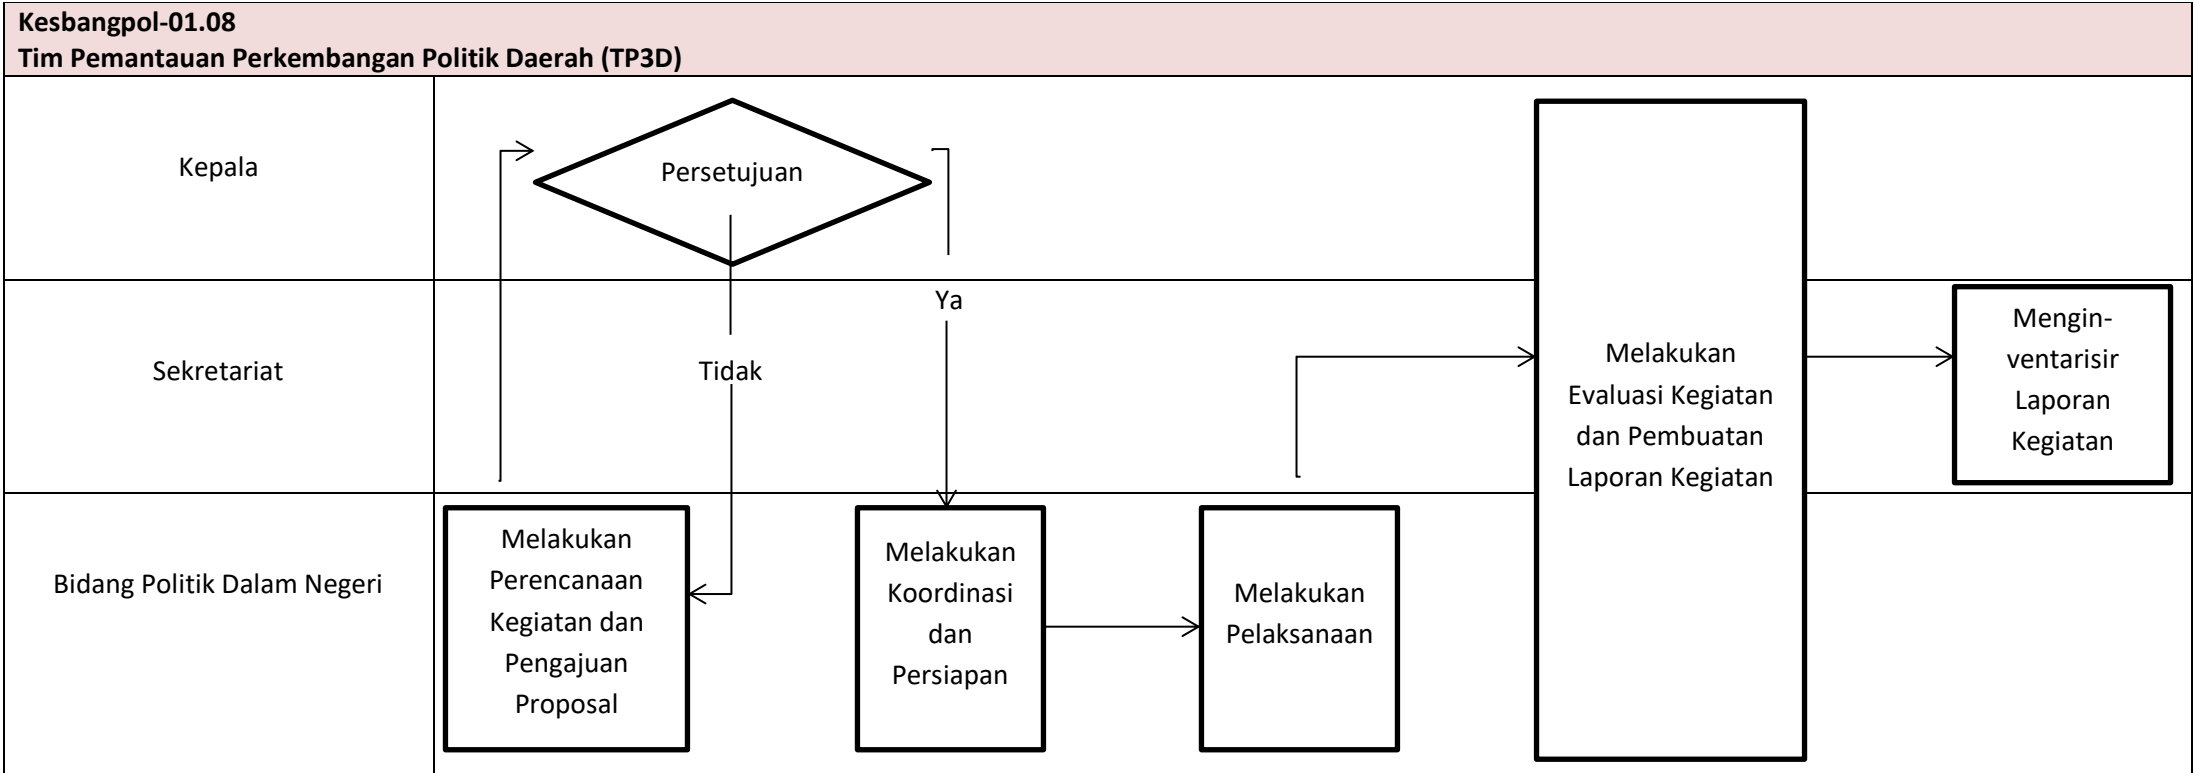 Kesbangpol-01.08
Tim Pemantauan Perkembangan Politik Daerah (TP3D)
Kepala
Persetujuan
Sekretariat
Ya
Tidak
Melakukan
Evaluasi Kegiatan
dan Pembuatan
Laporan Kegiatan
Mengin-
ventarisir
Laporan
Kegiatan
Bidang Politik Dalam Negeri
Melakukan
Perencanaan
Kegiatan dan
Pengajuan
Proposal
Melakukan
Koordinasi
dan
Persiapan
Melakukan
Pelaksanaan